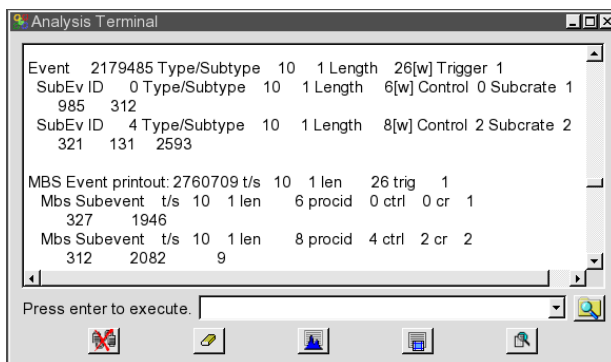 Analysis Terminal
Event 2179485 Type/Subtype 10 1 Length 26[w] Trigger 1
SubEv ID 0 Type/Subtype 10 1 Length 6[w] Control 0 Subcrate 1
985 312
SubEv ID 4 Type/Subtype 10 1 Length 8[w] Control 2 Subcrate 2
321 131 2593
MBS Event printout: 2760709 t/s 10 1 len 26 trig 1
Mbs Subevent t/s 10 1 len 6 procid 0 ctrl 0 cr 1
327 1946
Mbs Subevent t/s 10 1 len 8 procid 4 ctrl 2 cr 2
312 2082 9
Press enter to execute.